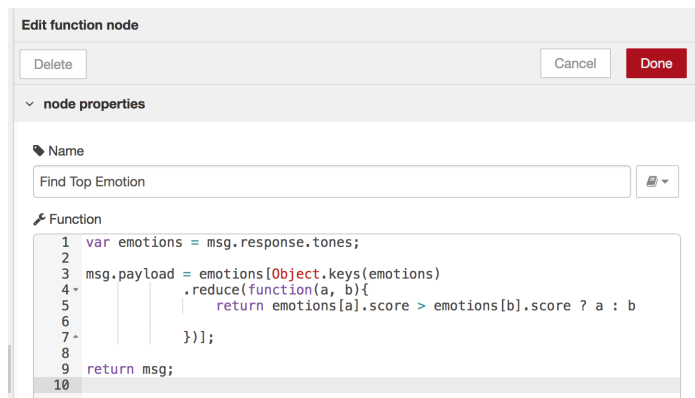 Edit function node
Delete
Cancel
Done
node properties
Name
Find Top Emotion
Function
1 var emotions = msg.response.tones;
2
3 msg.payload = emotions[Object.keys(emotions)
4 .reduce(function(a, b){
5 return emotions[a].score > emotions[b].score ? a : b
6
7 })];
8
9 return msg;
10